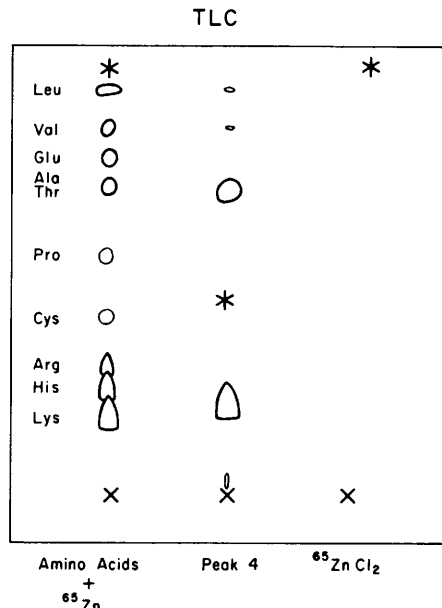 TLC
Leu
Val
Glu
Ala
Thr
Pro
Cys
Arg
His
Lys
Amino Acids
+
65Zn
Peak 4
65Zn Cl2